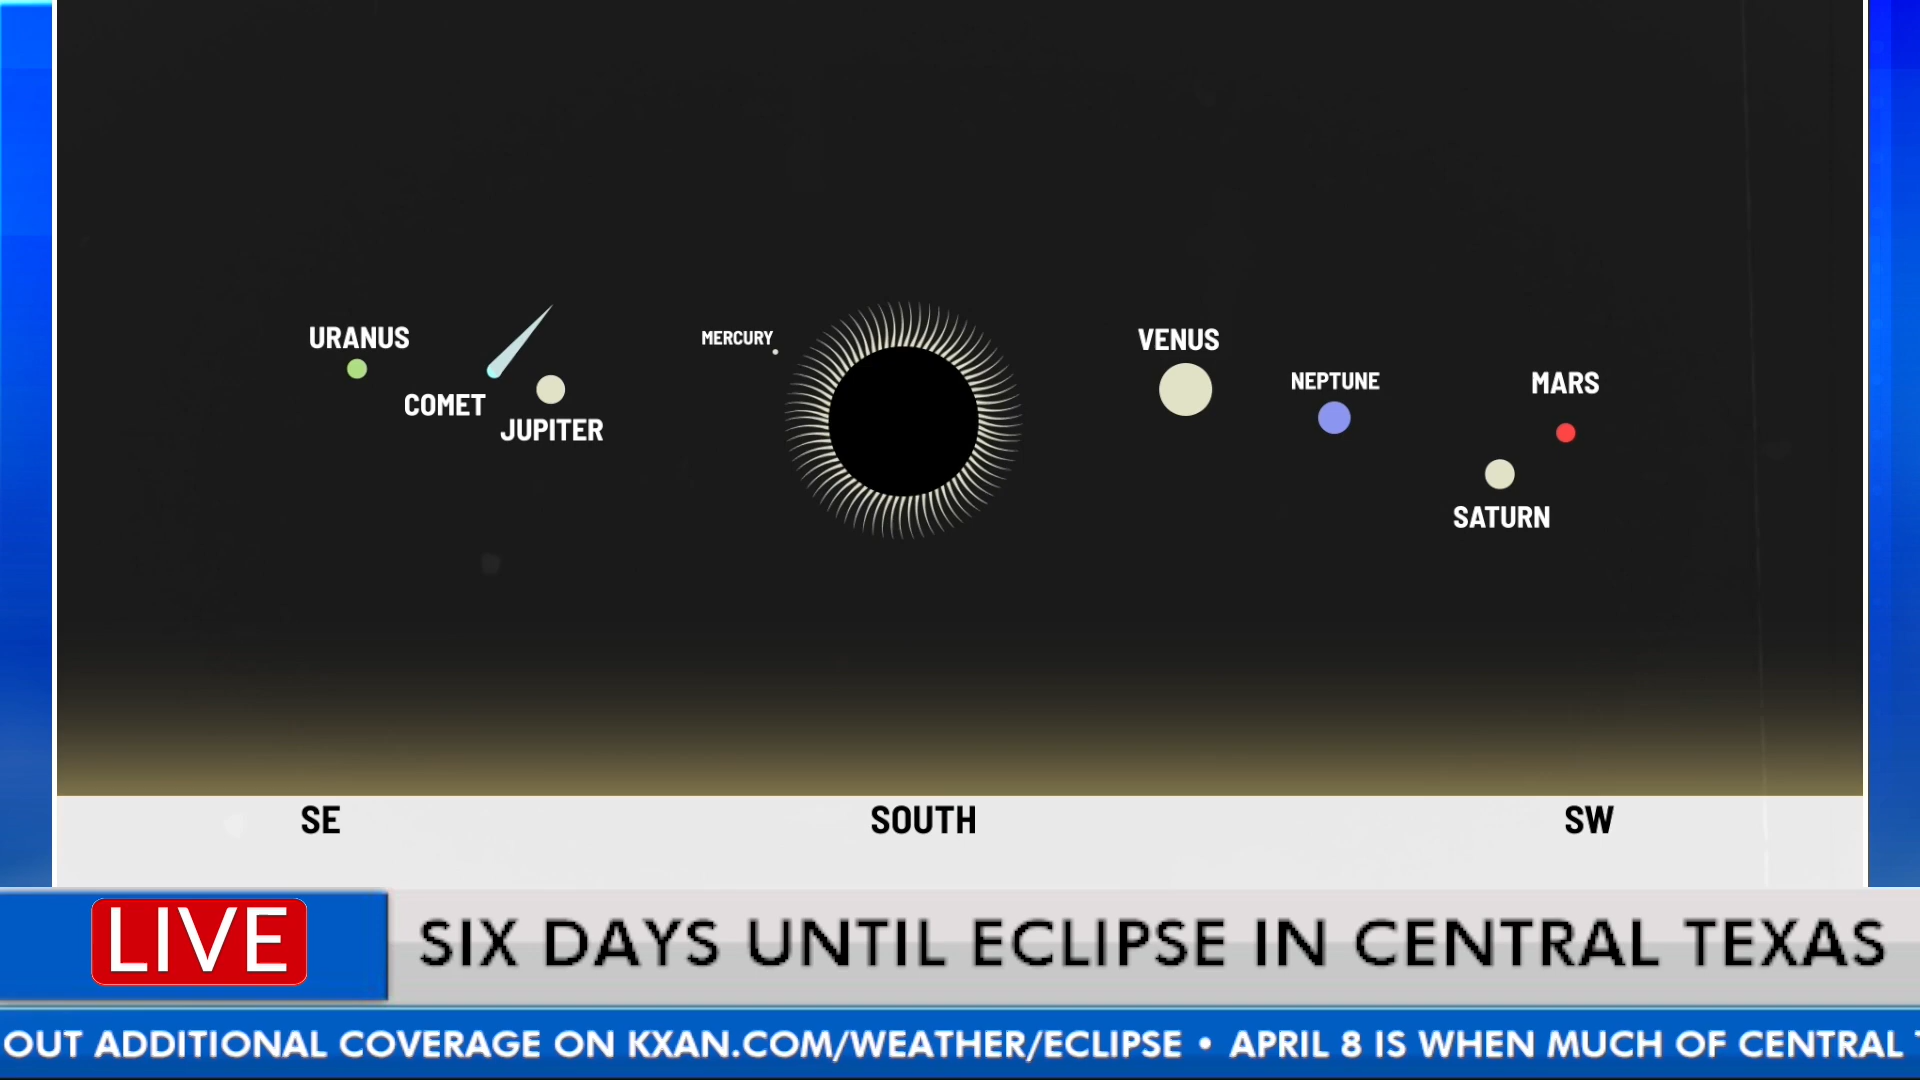 URANUS
MERCURY
VENUS
NEPTUNE
MARS
COMET
JUPITER
SATURN
SE
SOUTH
SW
LIVE
SIX DAYS UNTIL ECLIPSE IN CENTRAL TEXAS
OUT ADDITIONAL COVERAGE ON KXAN.COM/WEATHER/ECLIPSE • APRIL 8 IS WHEN MUCH OF CENTRAL